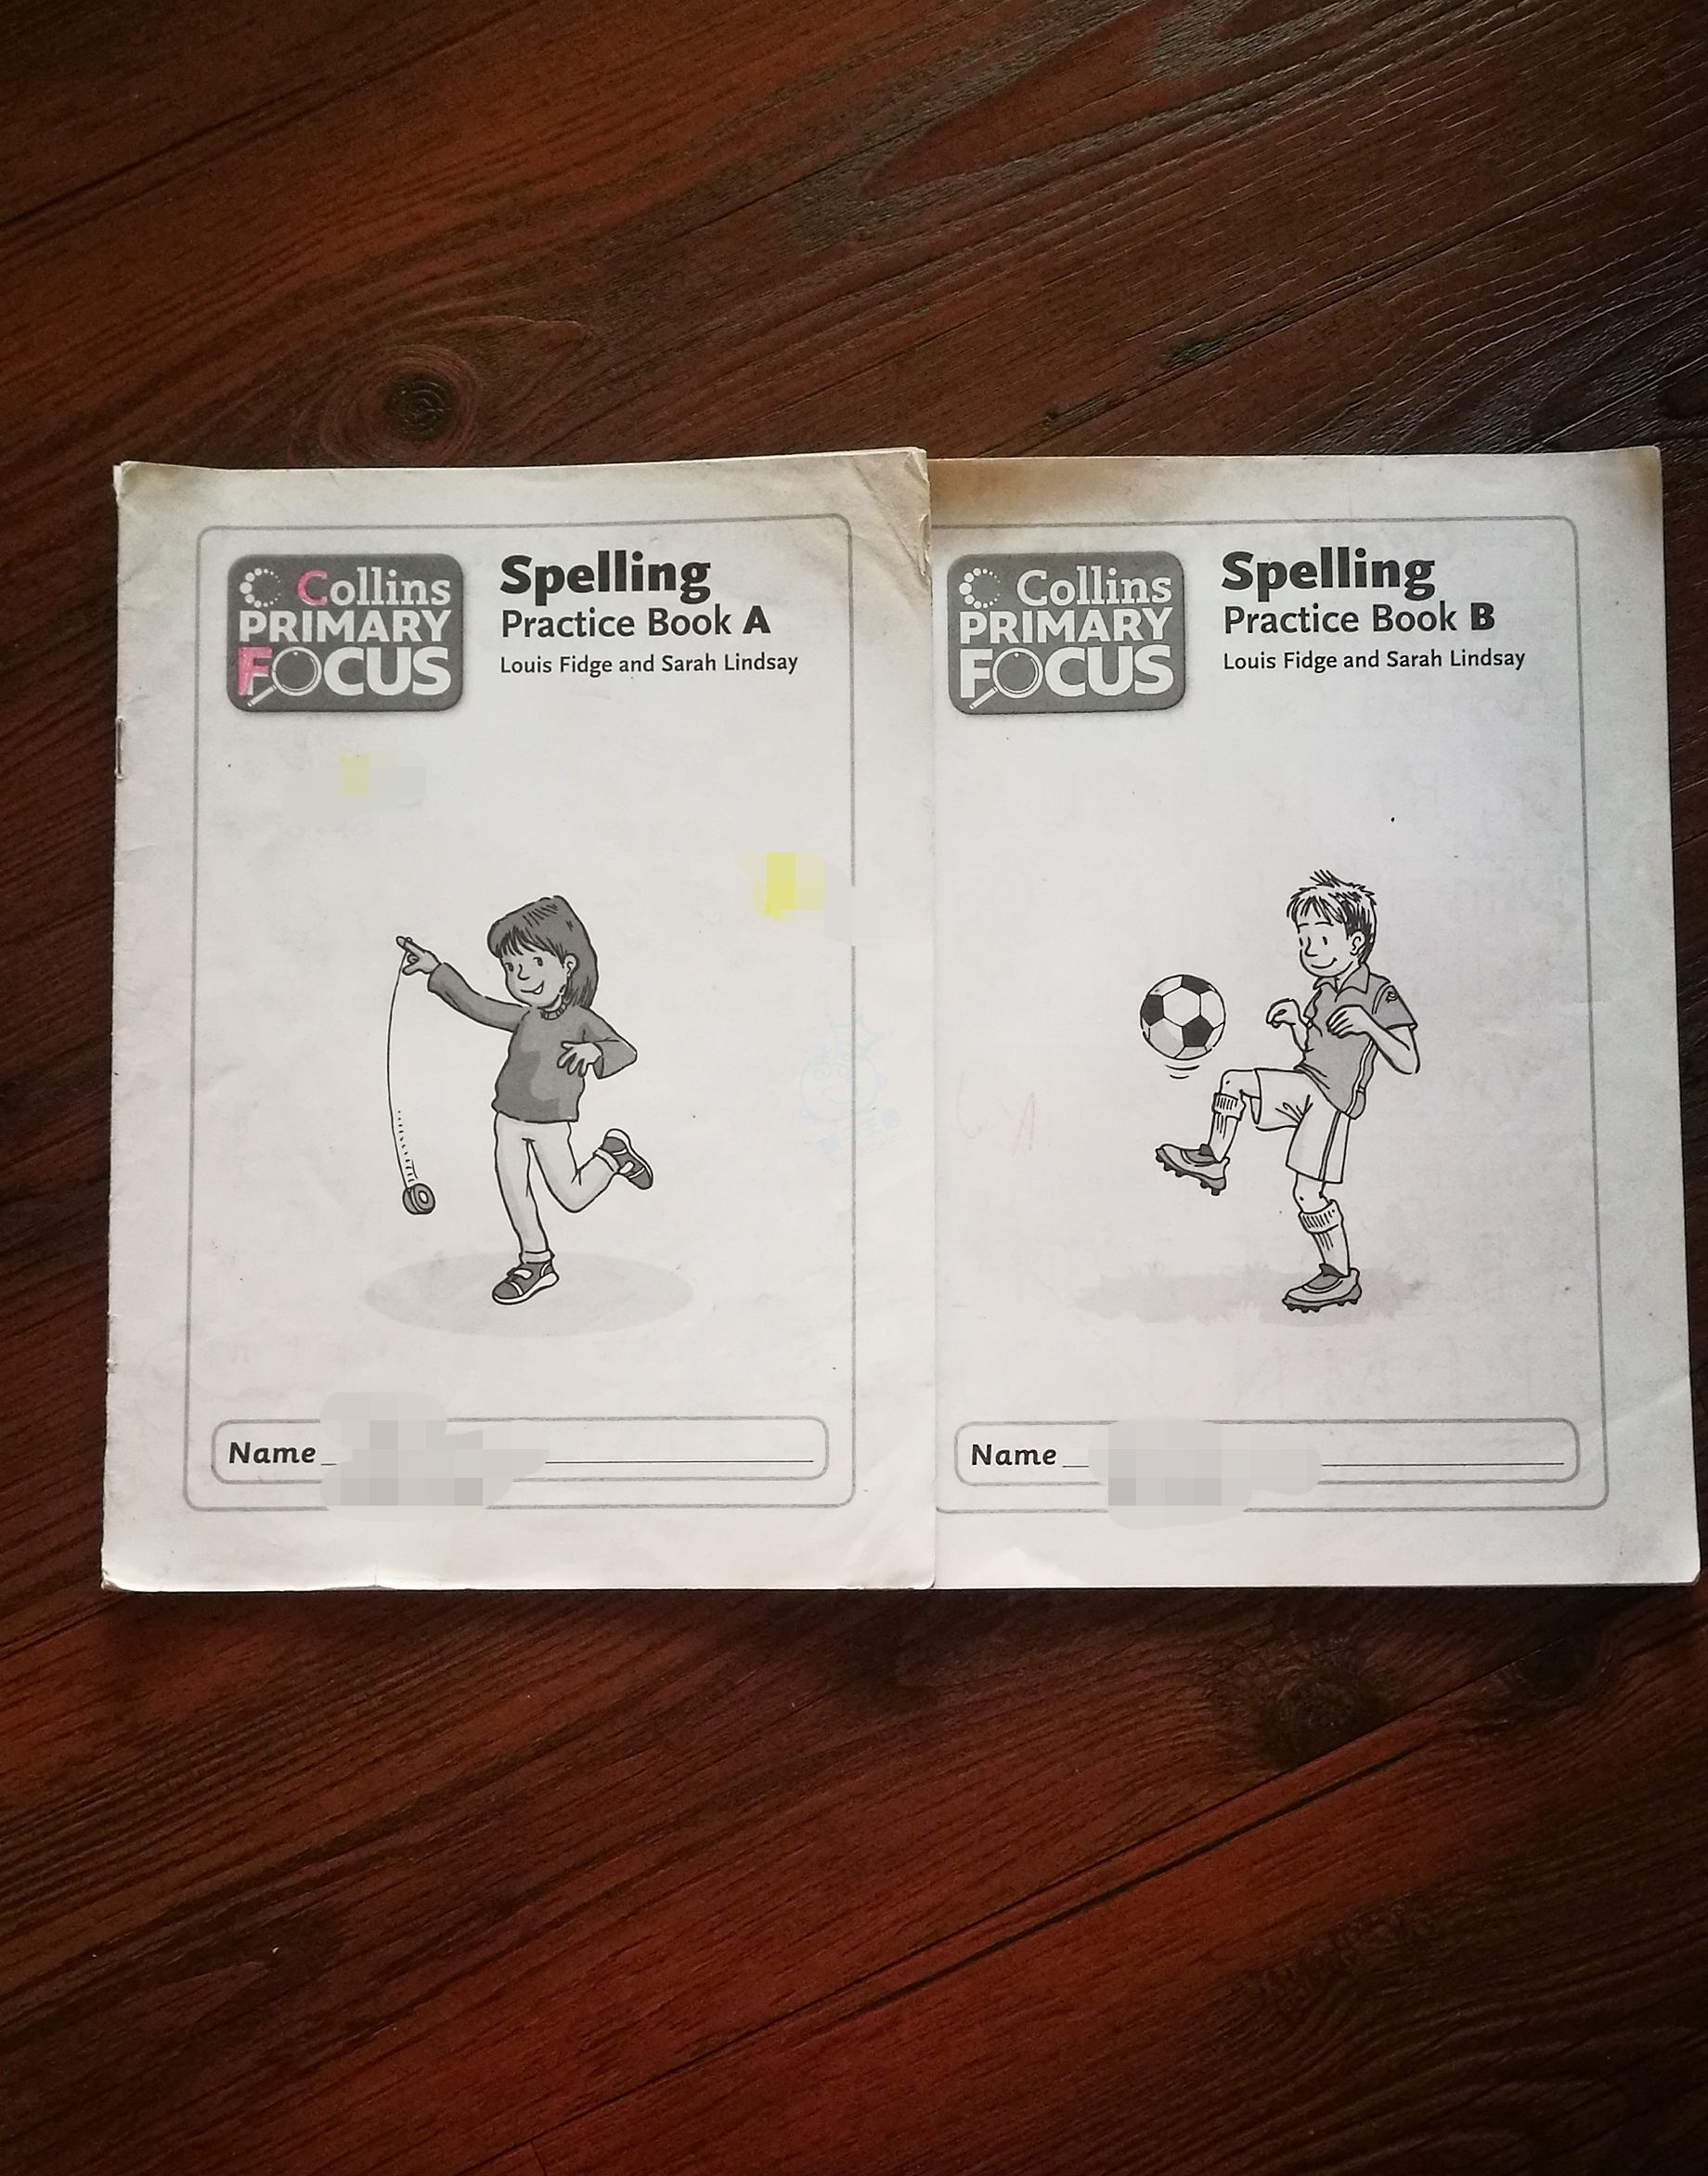 Collins
PRIMARY
FOCUS
Spelling
Practice Book A
Louis Fidge and Sarah Lindsay
Name
Collins
PRIMARY
FOCUS
Spelling
Practice Book B
Louis Fidge and Sarah Lindsay
Name